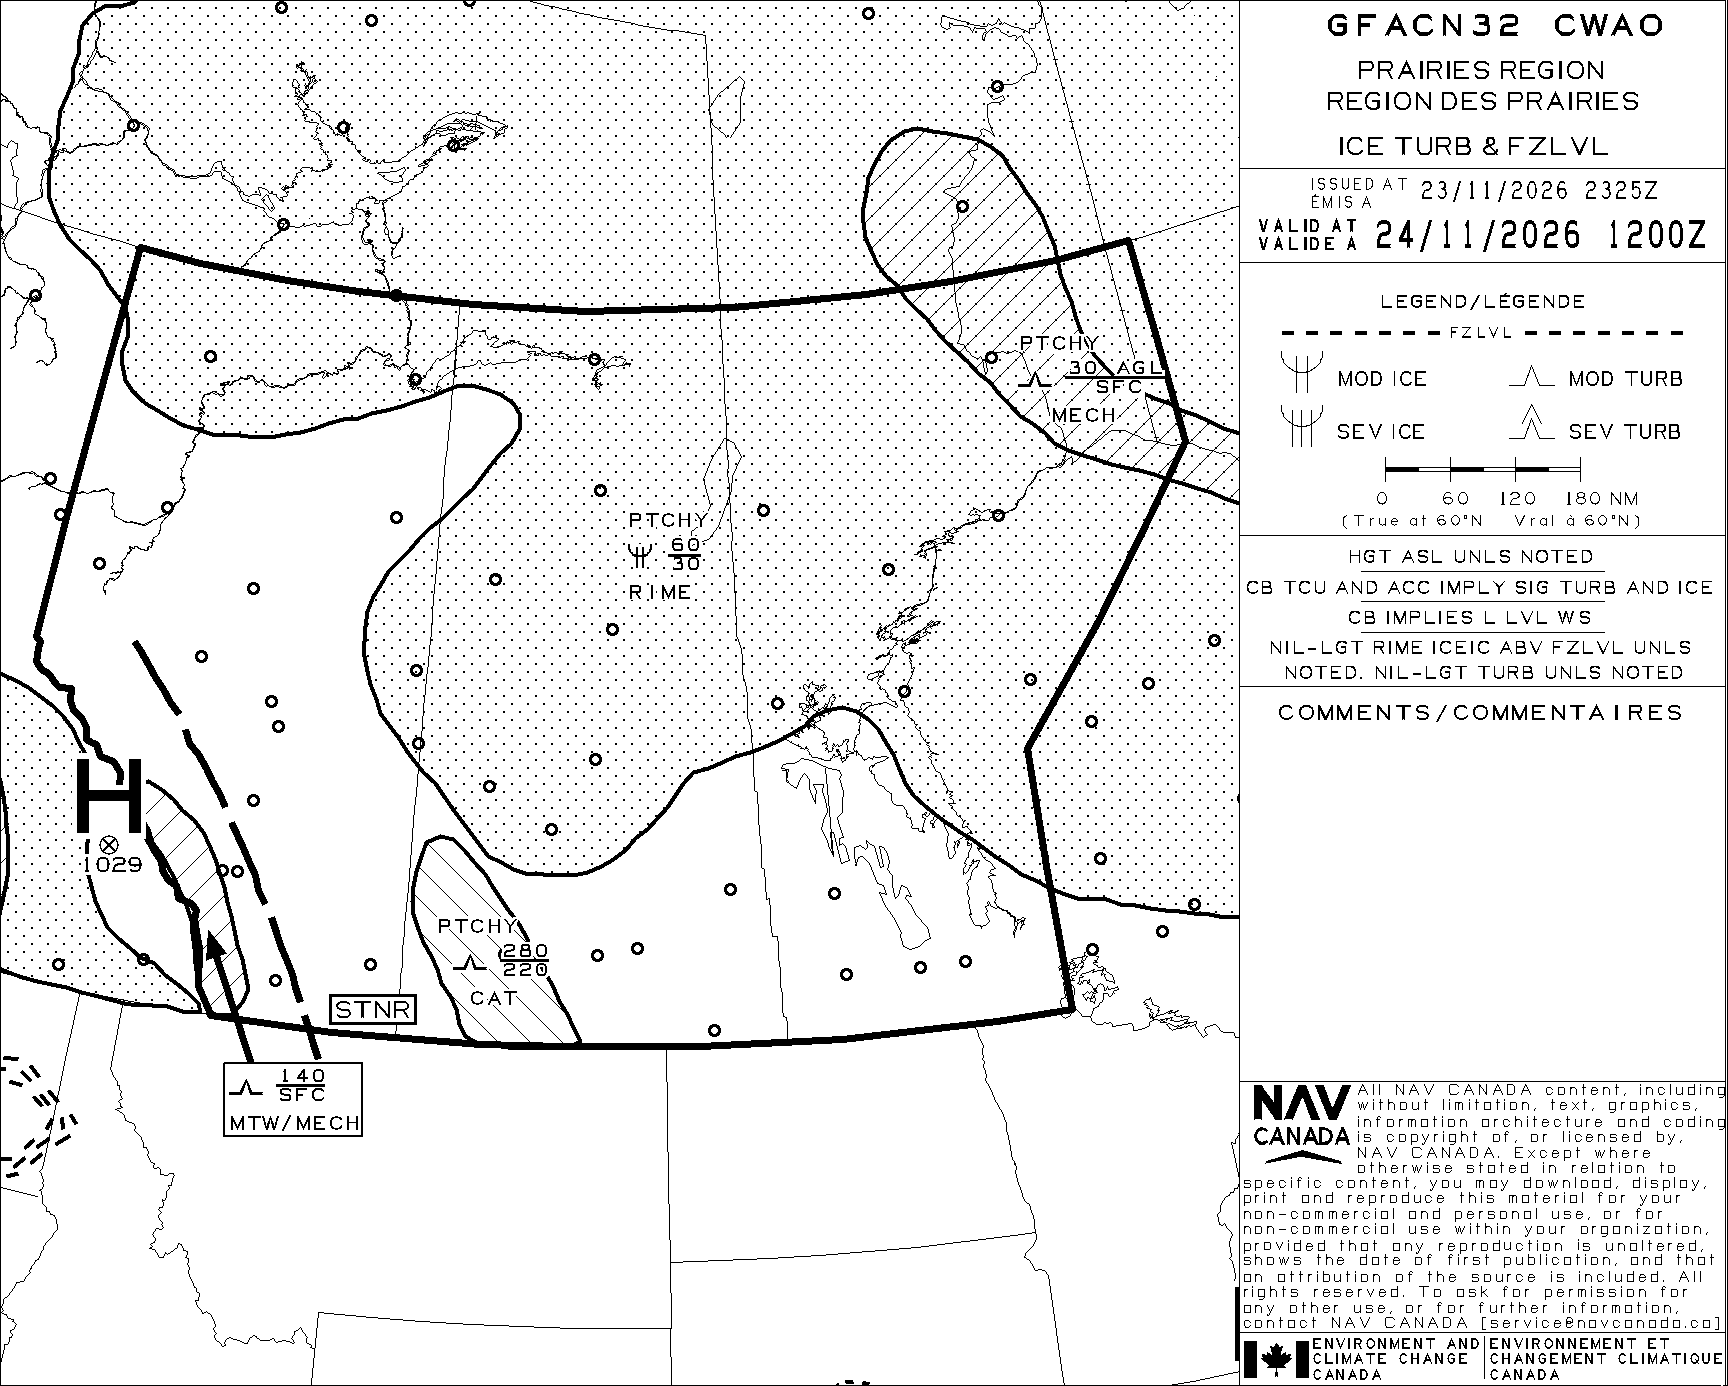 GFACN32 CWAO
PRAIRIES REGION
REGION DES PRAIRIES
ICE TURB & FZLVL
ISSUED AT
ÉMIS A
23/11/2026 2325Z
VALID AT
VALIDE A
24/11/2026 1200Z
LEGEND/LÉGENDE
FZLVL
MOD ICE
MOD TURB
SEV ICE
SEV TURB
0 60 120 180 NM
(True at 60°N Vrai à 60°N)
HGT ASL UNLS NOTED
CB TCU AND ACC IMPLY SIG TURB AND ICE
CB IMPLIES L LVL WS
NIL-LGT RIME ICEIC ABV FZLVL UNLS
NOTED. NIL-LGT TURB UNLS NOTED
COMMENTS/COMMENTAIRES
PTCHY
30 AGL
SFC
MECH
PTCHY
60
30
RIME
H
1029
PTCHY
280
220
CAT
STNR
140
SFC
MTW/MECH
NAV
CANADA
All NAV CANADA content, including
without limitation, text, graphics,
information architecture and coding
is copyright of, or licensed by,
NAV CANADA. Except where
otherwise stated in relation to
specific content, you may download, display,
print and reproduce this material for your
non-commercial and personal use, or for
non-commercial use within your organization,
provided that any reproduction is unaltered,
shows the date of first publication, and that
an attribution of the source is included. All
rights reserved. To ask for permission for
any other use, or for further information,
contact NAV CANADA [service@navcanada.ca]
ENVIRONMENT AND
CLIMATE CHANGE
CANADA
ENVIRONNEMENT ET
CHANGEMENT CLIMATIQUE
CANADA